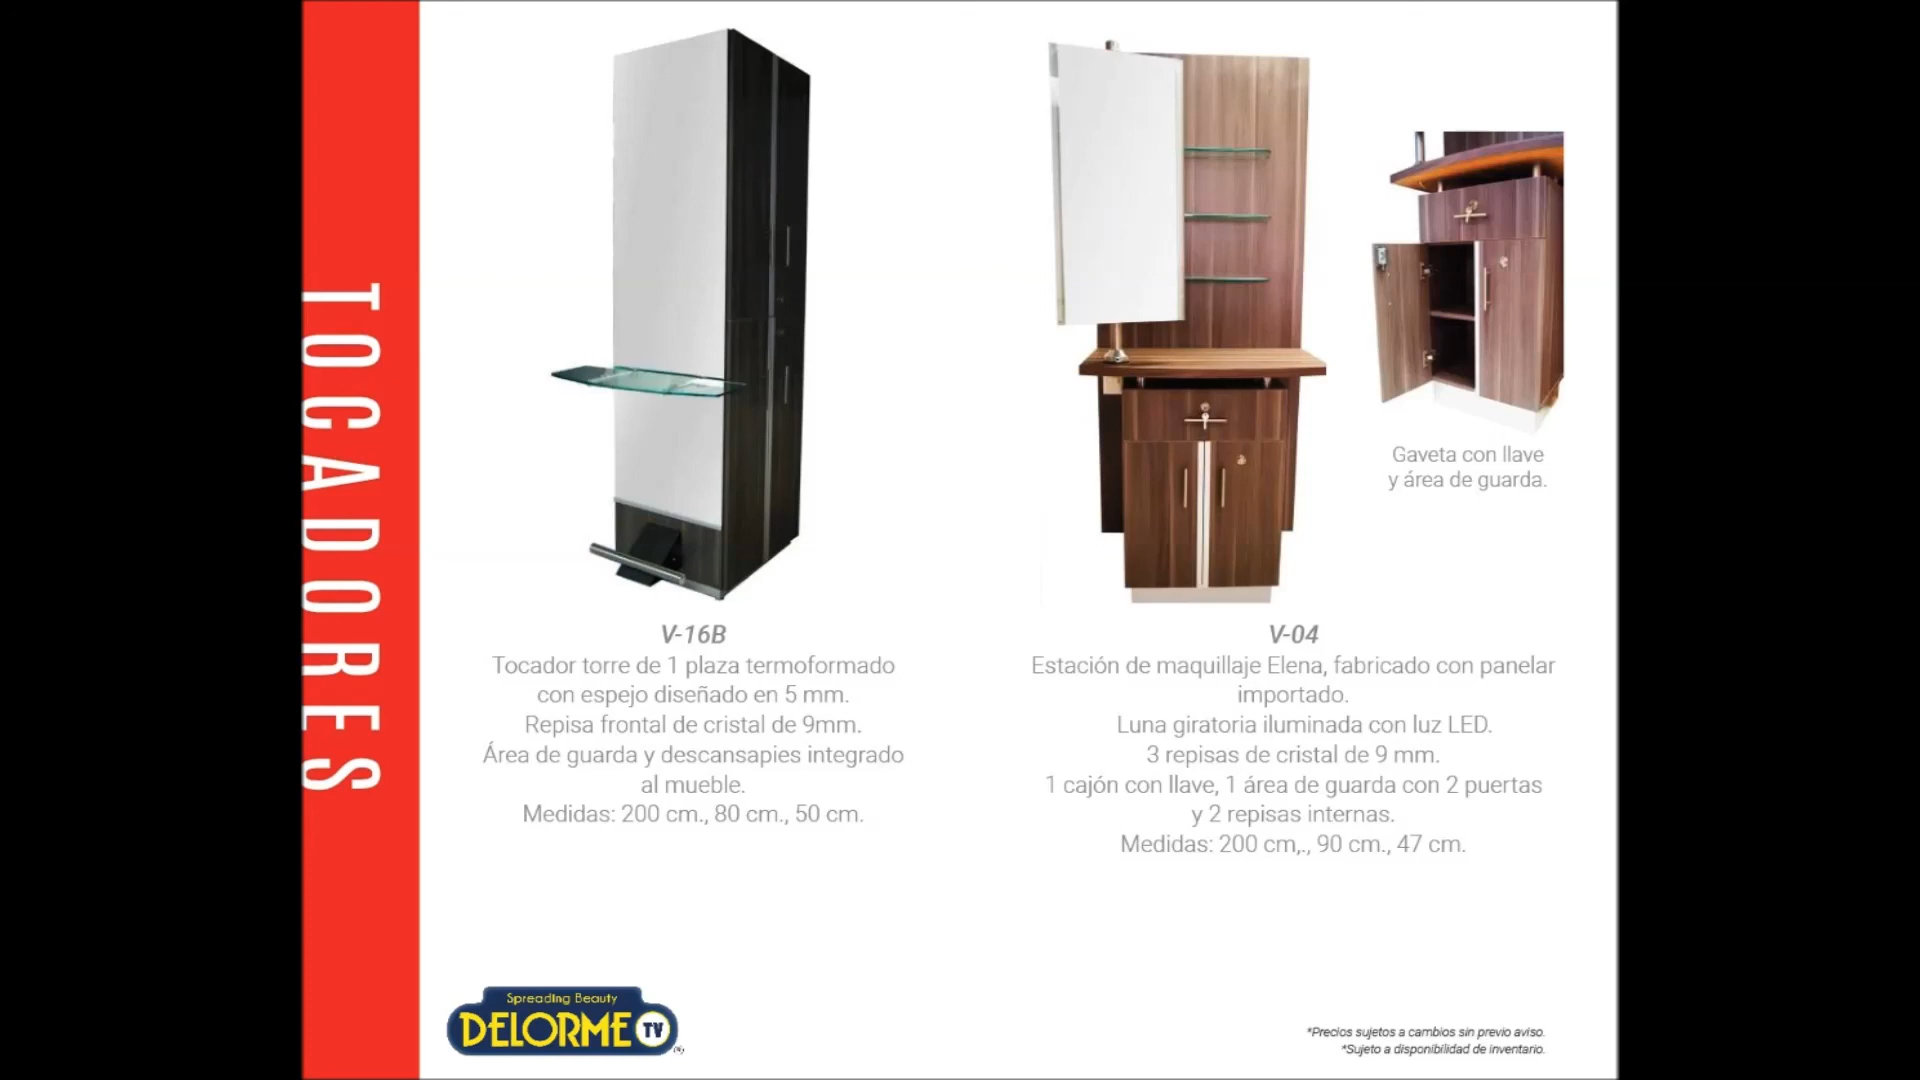 TOCADORES
Gaveta con llave
y área de guarda.
V-16B
Tocador torre de 1 plaza termoformado
con espejo diseñado en 5 mm.
Repisa frontal de cristal de 9mm.
Área de guarda y descansapies integrado
al mueble.
Medidas: 200 cm., 80 cm., 50 cm.
V-04
Estación de maquillaje Elena, fabricado con panelar
importado.
Luna giratoria iluminada con luz LED.
3 repisas de cristal de 9 mm.
1 cajón con llave, 1 área de guarda con 2 puertas
y 2 repisas internas.
Medidas: 200 cm,., 90 cm., 47 cm.
Spreading Beauty
DELORME TV
*Precios sujetos a cambios sin previo aviso.
*Sujeto a disponibilidad de inventario.